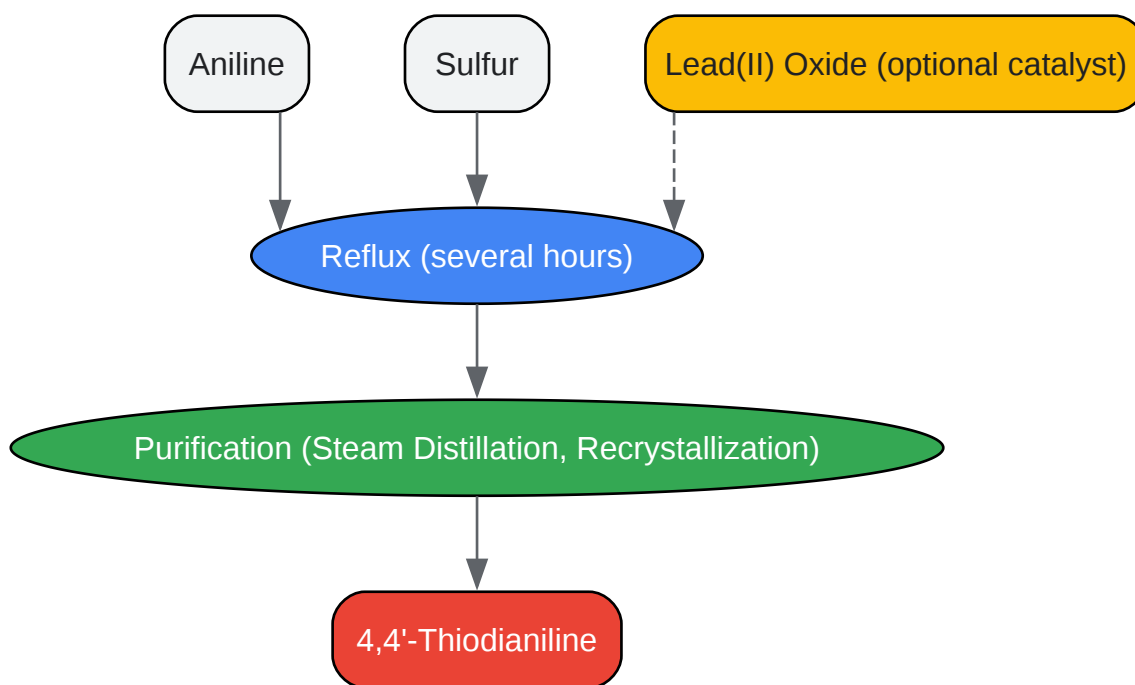 Aniline
Sulfur
Lead(II) Oxide (optional catalyst)
Reflux (several hours)
Purification (Steam Distillation, Recrystallization)
4,4'-Thiodianiline